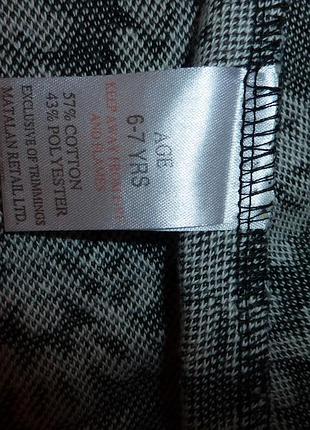 AGE
6-7 YRS
KEEP AWAY FROM FIRE
AND FLAMES
57% COTTON
43% POLYESTER
EXCLUSIVE OF TRIMMINGS
MATALAN RETAIL LTD